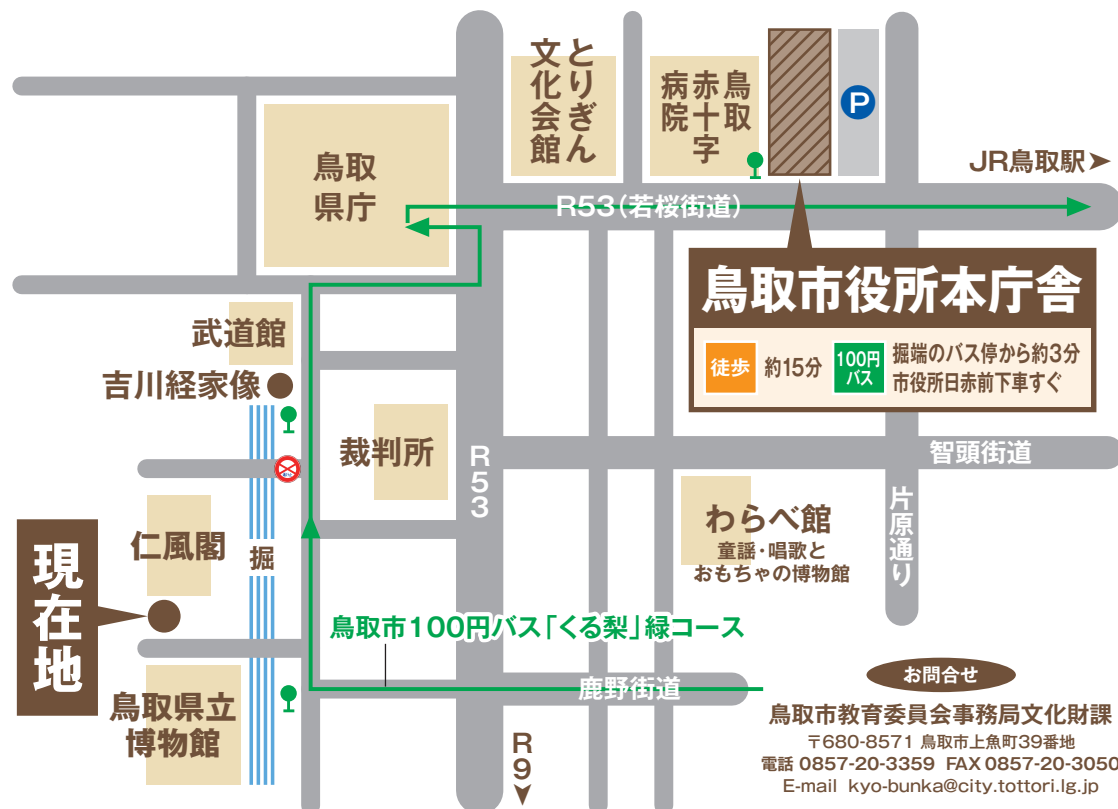 とりぎん
文化会館
鳥取
赤十字
病院
P
JR鳥取駅➤
鳥取
県庁
R53(若桜街道)
鳥取市役所本庁舎
徒歩 約15分
100円
バス
掘端のバス停から約3分
市役所日赤前下車すぐ
武道館
吉川経家像
裁判所
R53
智頭街道
片原通り
わらべ館
童謡・唱歌と
おもちゃの博物館
仁風閣
掘
現在地
鳥取市100円バス「くる梨」緑コース
鹿野街道
鳥取県立
博物館
R9
お問合せ
鳥取市教育委員会事務局文化財課
〒680-8571 鳥取市上魚町39番地
電話 0857-20-3359 FAX 0857-20-3050
E-mail kyo-bunka@city.tottori.lg.jp